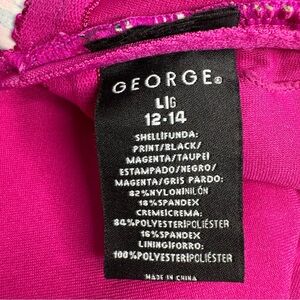 GEORGE®
L|G
12-14
SHELL|FUNDA:
PRINT/BLACK/
MAGENTA/TAUPE|
ESTAMPADO/NEGRO/
MAGENTA/GRIS PARDO:
82%NYLON|NILÓN
18%SPANDEX
CREME|CREMA:
84%POLYESTER|POLIÉSTER
16%SPANDEX
LINING|FORRO:
100%POLYESTER|POLIÉSTER
MADE IN CHINA